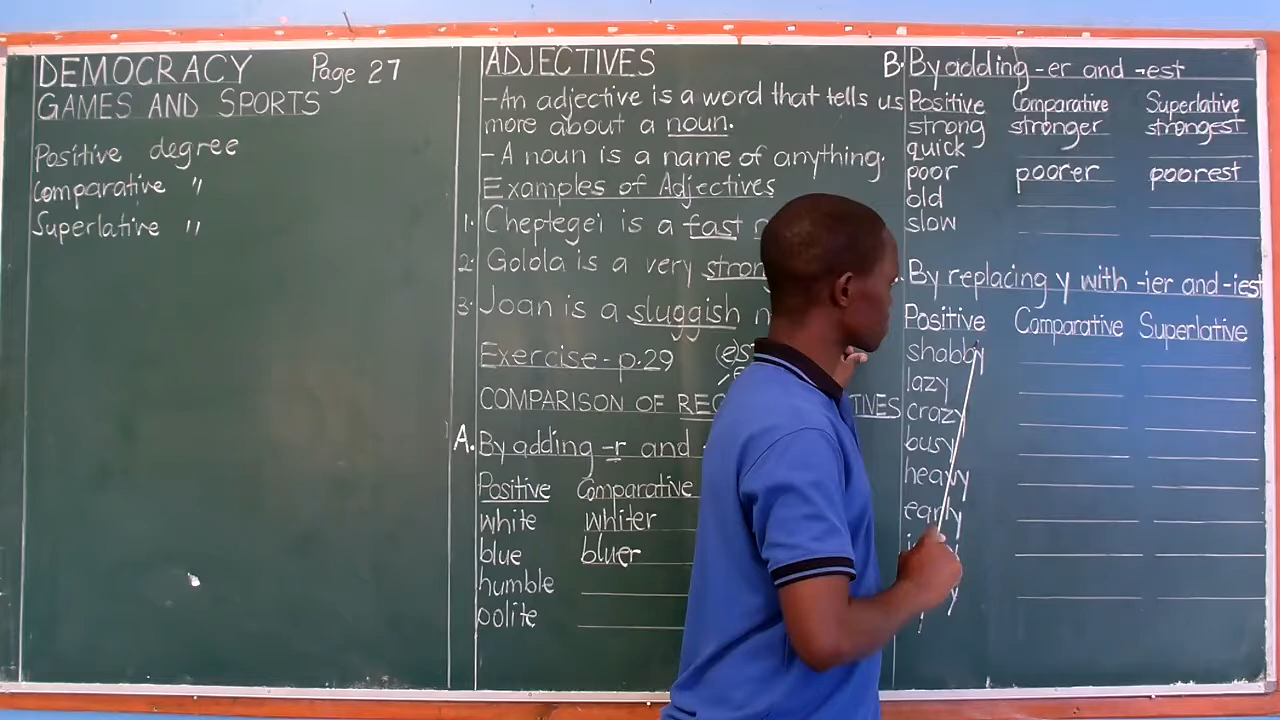 DEMOCRACY Page 27
GAMES AND SPORTS
Positive degree
Comparative "
Superlative "
ADJECTIVES
-An adjective is a word that tells us
more about a noun.
-A noun is a name of anything.
Examples of Adjectives
1. Cheptegei is a fast
2. Golola is a very
3. Joan is a sluggish
Exercise - p.29
COMPARISON OF
A. By adding -r and
Positive Comparative
white whiter
blue bluer
humble
polite
B. By adding -er and -est
Positive Comparative Superlative
strong stronger strongest
quick
poor poorer poorest
old
slow
By replacing y with -ier and -iest
Positive Comparative Superlative
shabby
lazy
crazy
busy
heavy
early